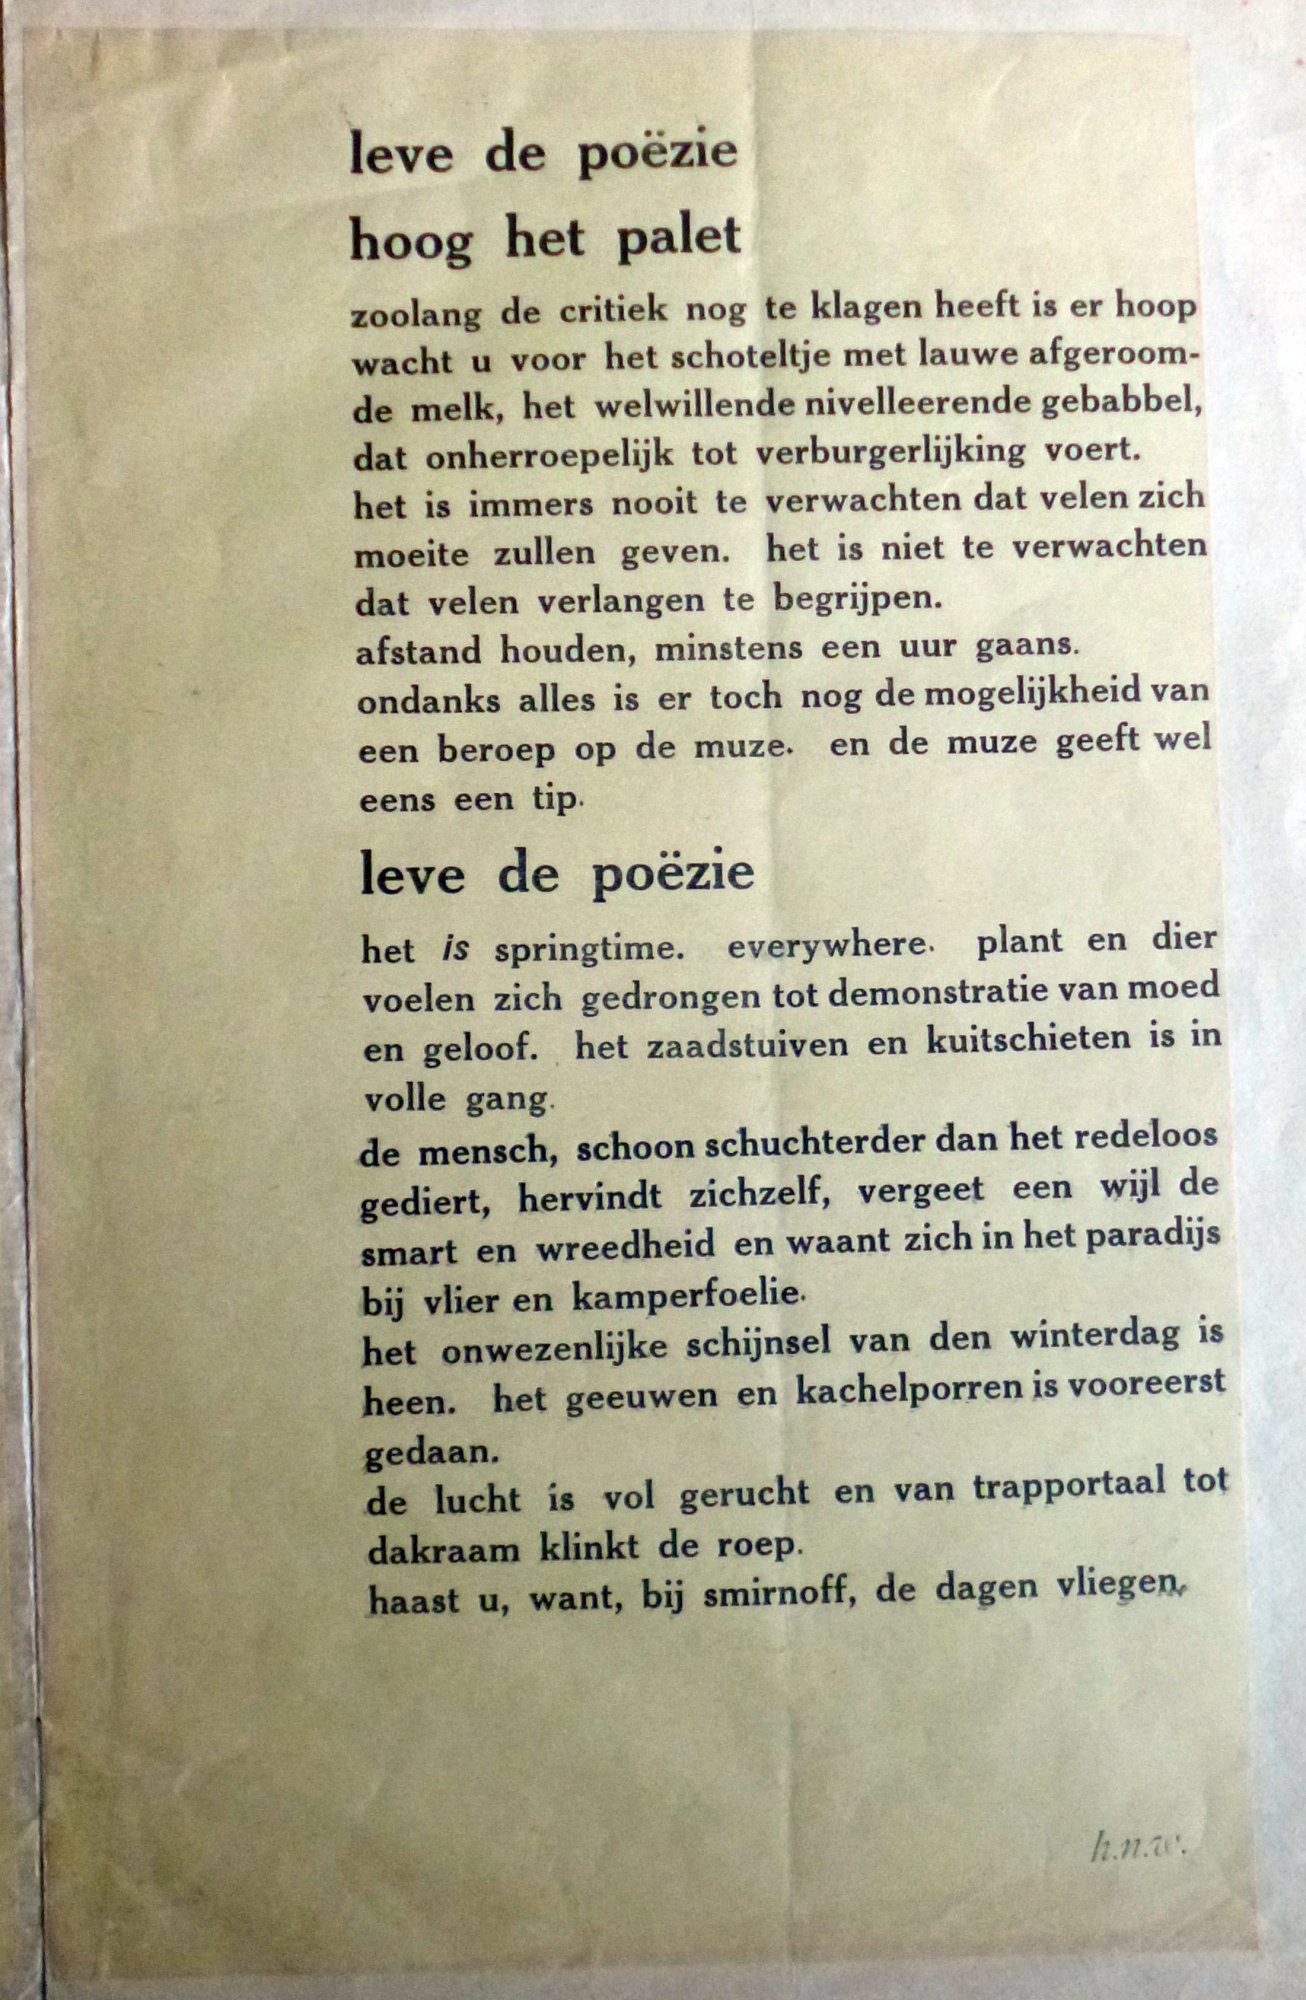 leve de poëzie
hoog het palet
zoolang de critiek nog te klagen heeft is er hoop
wacht u voor het schoteltje met lauwe afgeroom-
de melk, het welwillende nivelleerende gebabbel,
dat onherroepelijk tot verburgerlijking voert.
het is immers nooit te verwachten dat velen zich
moeite zullen geven. het is niet te verwachten
dat velen verlangen te begrijpen.
afstand houden, minstens een uur gaans.
ondanks alles is er toch nog de mogelijkheid van
een beroep op de muze. en de muze geeft wel
eens een tip.
leve de poëzie
het is springtime. everywhere. plant en dier
voelen zich gedrongen tot demonstratie van moed
en geloof. het zaadstuiven en kuitschieten is in
volle gang.
de mensch, schoon schuchterder dan het redeloos
gediert, hervindt zichzelf, vergeet een wijl de
smart en wreedheid en waant zich in het paradijs
bij vlier en kamperfoelie.
het onwezenlijke schijnsel van den winterdag is
heen. het geeuwen en kachelporren is vooreerst
gedaan.
de lucht is vol gerucht en van trapportaal tot
dakraam klinkt de roep.
haast u, want, bij smirnoff, de dagen vliegen.
h.n.w.